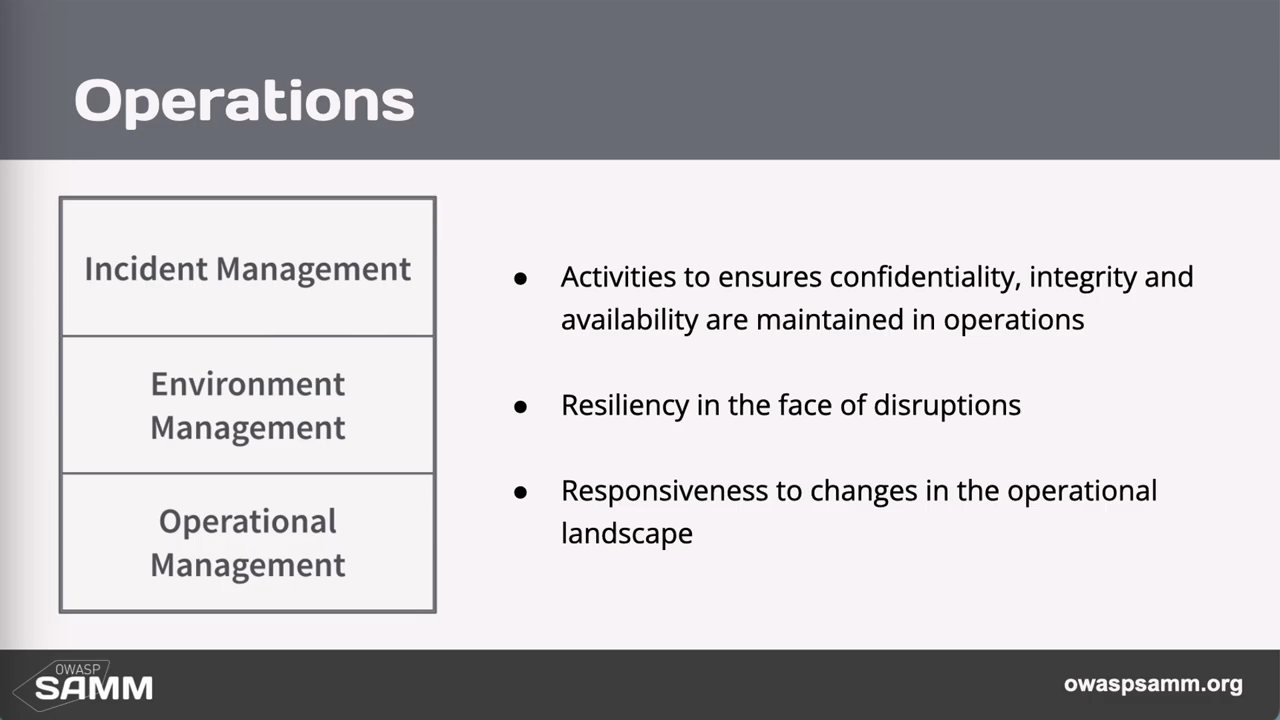 Operations
Incident Management
Environment
Management
Operational
Management
● Activities to ensures confidentiality, integrity and
availability are maintained in operations
● Resiliency in the face of disruptions
● Responsiveness to changes in the operational
landscape
OWASP
SAMM
owaspsamm.org